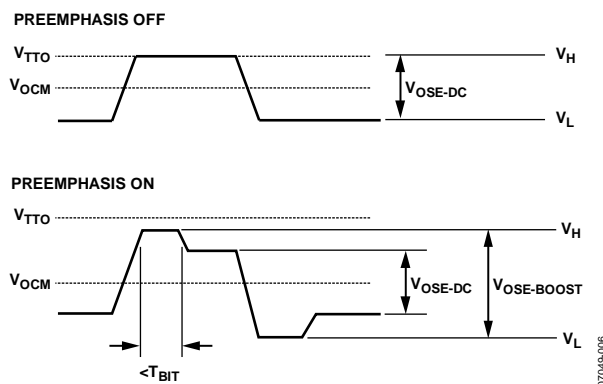 PREEMPHASIS OFF
VTTO
VH
VOCM
VOSE-DC
VL
PREEMPHASIS ON
VTTO
VH
VOCM
VOSE-DC
VOSE-BOOST
VL
<TBIT
07049-006